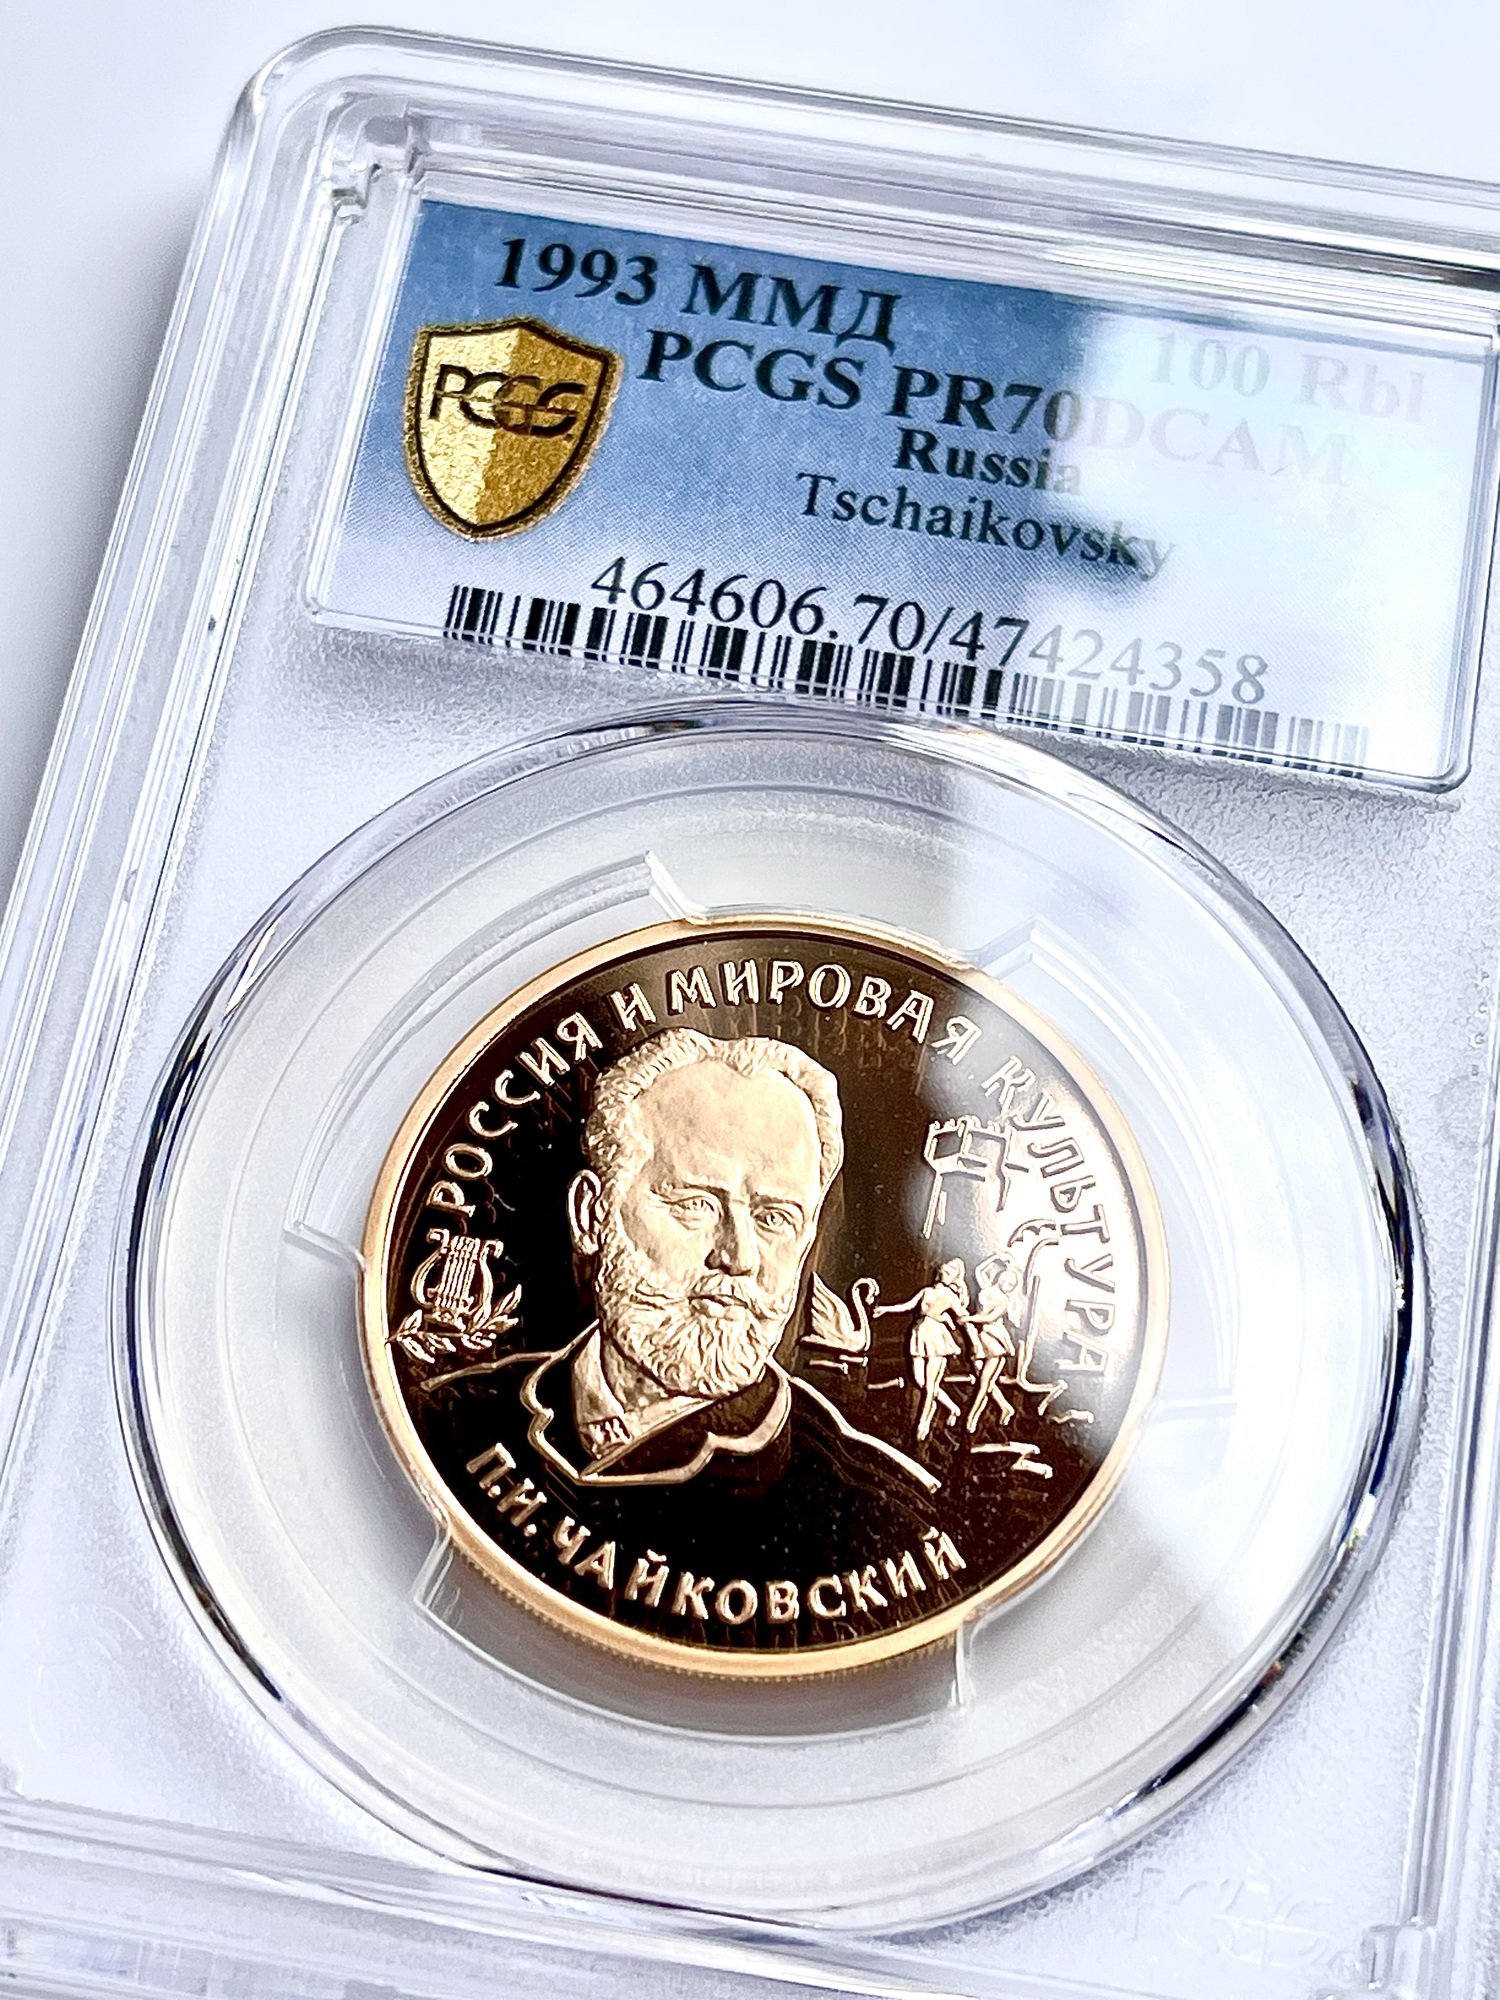 1993 ММД 100 Rbl
PCGS PR70DCAM
Russia
Tschaikovsky
464606.70/47424358
PCGS
РОССИЯ И МИРОВАЯ КУЛЬТУРА
П.И. ЧАЙКОВСКИЙ